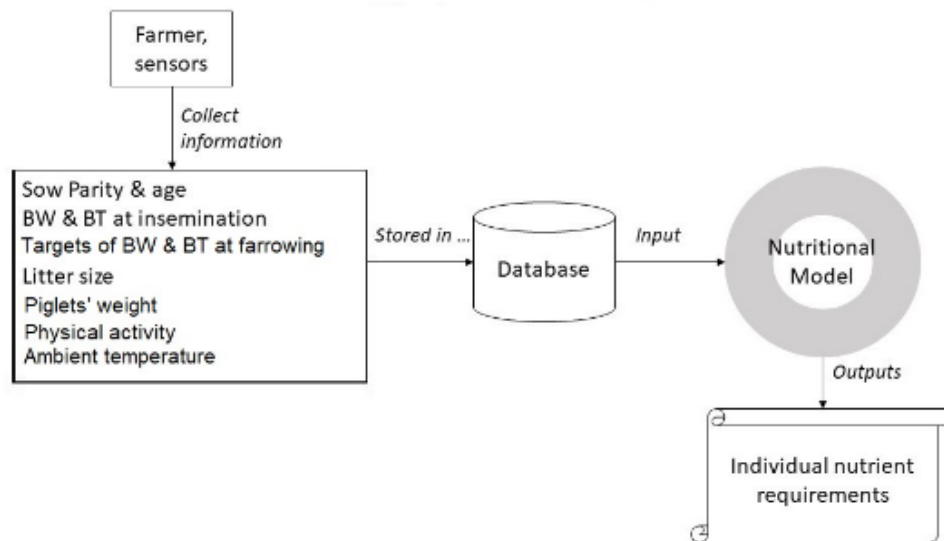 Farmer,
sensors
Collect
information
Sow Parity & age
BW & BT at insemination
Targets of BW & BT at farrowing
Litter size
Piglets' weight
Physical activity
Ambient temperature
Stored in ...
Database
Input
Nutritional
Model
Outputs
Individual nutrient
requirements